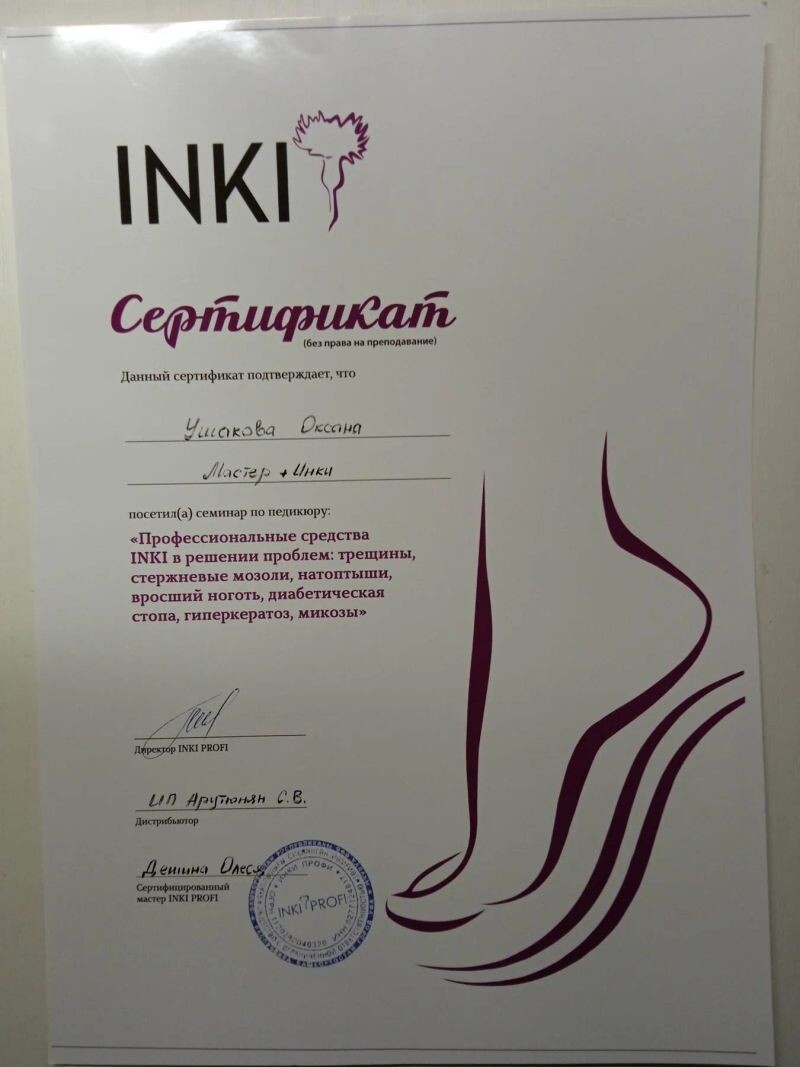 INKI
Сертификат
(без права на преподавание)
Данный сертификат подтверждает, что
Ушакова Оксана
Мастер + Инки
посетил(а) семинар по педикюру:
«Профессиональные средства
INKI в решении проблем: трещины,
стержневые мозоли, натоптыши,
вросший ноготь, диабетическая
стопа, гиперкератоз, микозы»
Директор INKI PROFI
ИП Арутюнян С.В.
Дистрибьютор
Олеся
Сертифицированный
мастер INKI PROFI
ИНКИ ПРОФИ
INKI PROFI